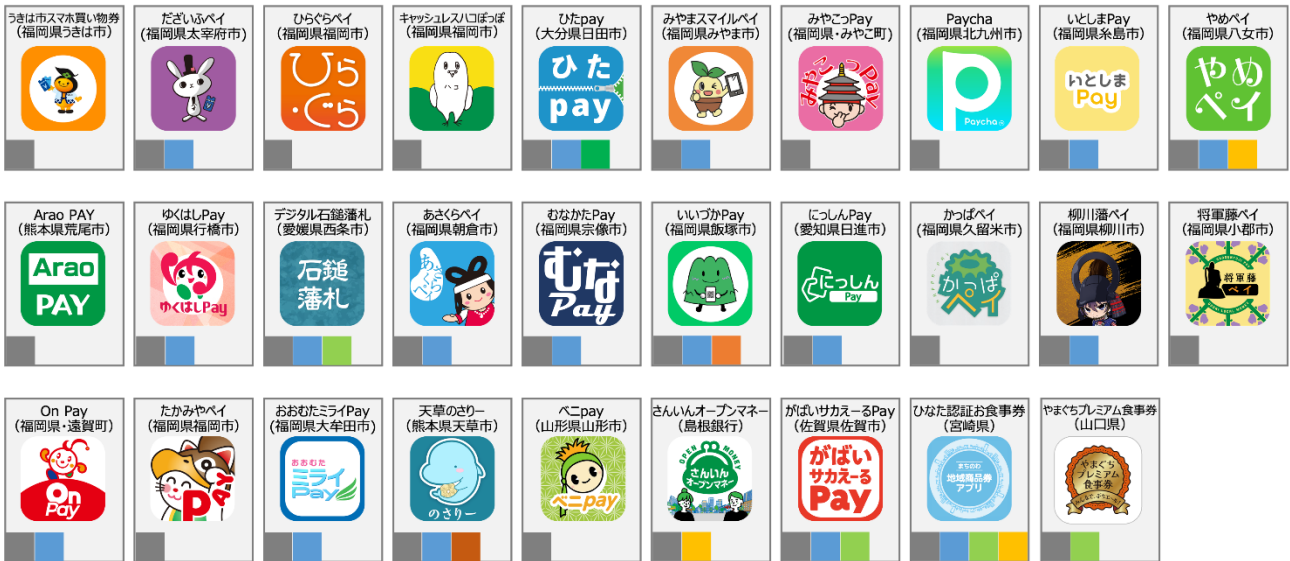 うきは市スマホ買い物券
(福岡県うきは市)
だざいふペイ
(福岡県太宰府市)
ひらぐらペイ
(福岡県福岡市)
ひら
・ぐら
キャッシュレスハコぽっぽ
(福岡県福岡市)
ハコ
ひたpay
(大分県日田市)
ひた
pay
みやまスマイルペイ
(福岡県みやま市)
みやこっPay
(福岡県・みやこ町)
みやこっPay
Paycha
(福岡県北九州市)
Paycha
いとしまPay
(福岡県糸島市)
いとしま
Pay
やめペイ
(福岡県八女市)
やめ
ペイ
Arao PAY
(熊本県荒尾市)
Arao
PAY
ゆくはしPay
(福岡県行橋市)
ゆくはしPay
デジタル石鎚藩札
(愛媛県西条市)
石鎚
藩札
あさくらペイ
(福岡県朝倉市)
あさくらペイ
むなかたPay
(福岡県宗像市)
むな
Pay
いいづかPay
(福岡県飯塚市)
にっしんPay
(愛知県日進市)
にっしん
Pay
かっぱペイ
(福岡県久留米市)
かっぱ
ペイ
柳川藩ペイ
(福岡県柳川市)
将軍藤ペイ
(福岡県小郡市)
将軍藤
ペイ
On Pay
(福岡県・遠賀町)
On
Pay
たかみやペイ
(福岡県福岡市)
PAY
おおむたミライPay
(福岡県大牟田市)
おおむた
ミライ
Pay
天草のさりー
(熊本県天草市)
のさりー
ベニpay
(山形県山形市)
ベニpay
さんいんオープンマネー
(島根銀行)
OPEN MONEY
さんいん
オープンマネー
がばいサカえーるPay
(佐賀県佐賀市)
がばい
サカえーる
Pay
ひなた認証お食事券
(宮崎県)
まちのわ
地域商品券
アプリ
やまぐちプレミアム食事券
(山口県)
やまぐち
プレミアム
食事券